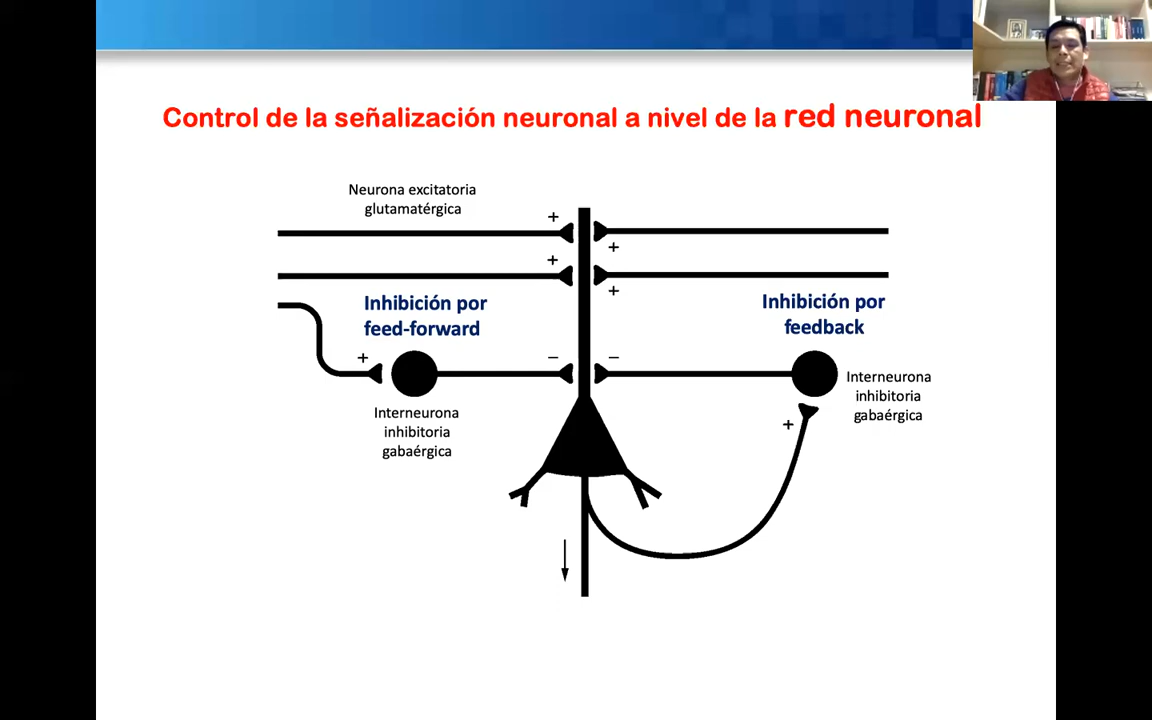 Control de la señalización neuronal a nivel de la red neuronal
Neurona excitatoria
glutamatérgica
+
+
+
+
Inhibición por
feed-forward
Inhibición por
feedback
+
–
–
Interneurona
inhibitoria
gabaérgica
Interneurona
inhibitoria
gabaérgica
+